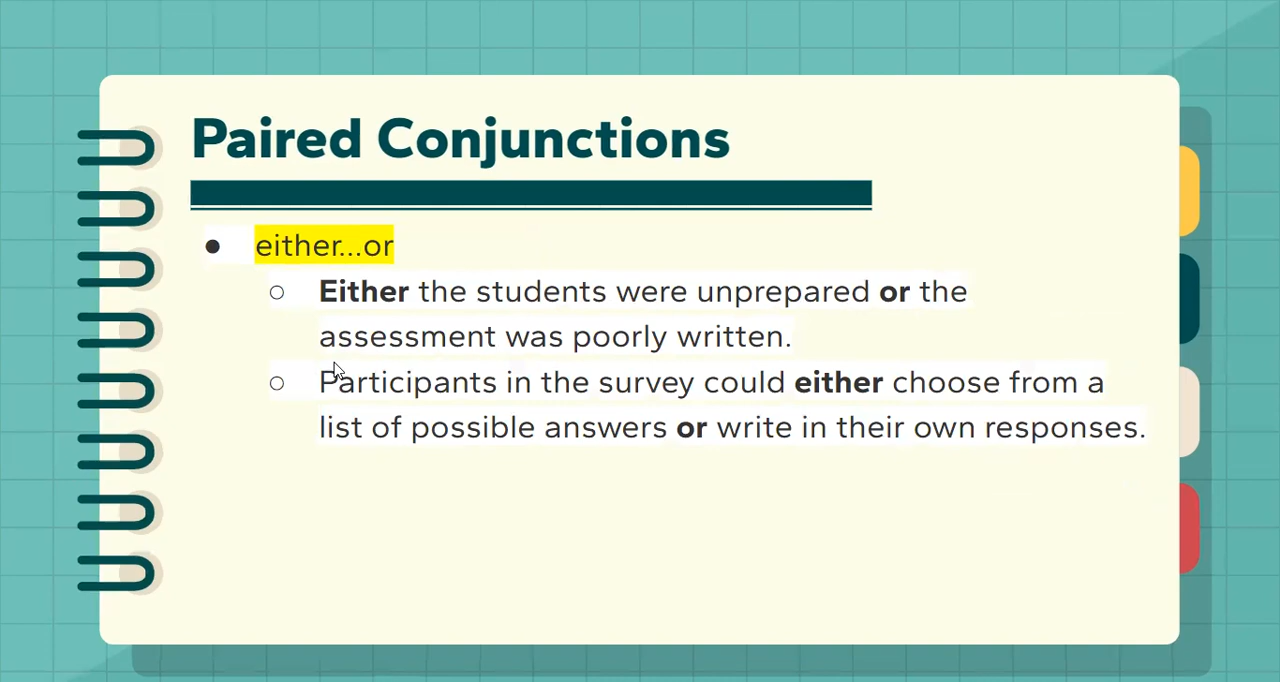 Paired Conjunctions
● either...or
○ Either the students were unprepared or the
assessment was poorly written.
○ Participants in the survey could either choose from a
list of possible answers or write in their own responses.